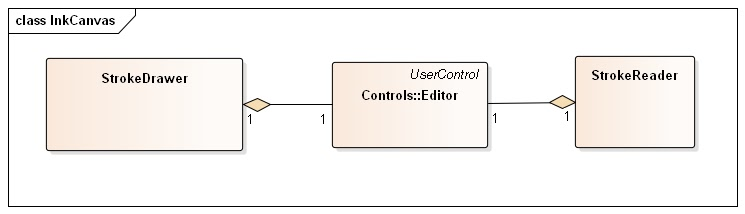 class InkCanvas
StrokeDrawer
UserControl
Controls::Editor
StrokeReader
1
1
1
1